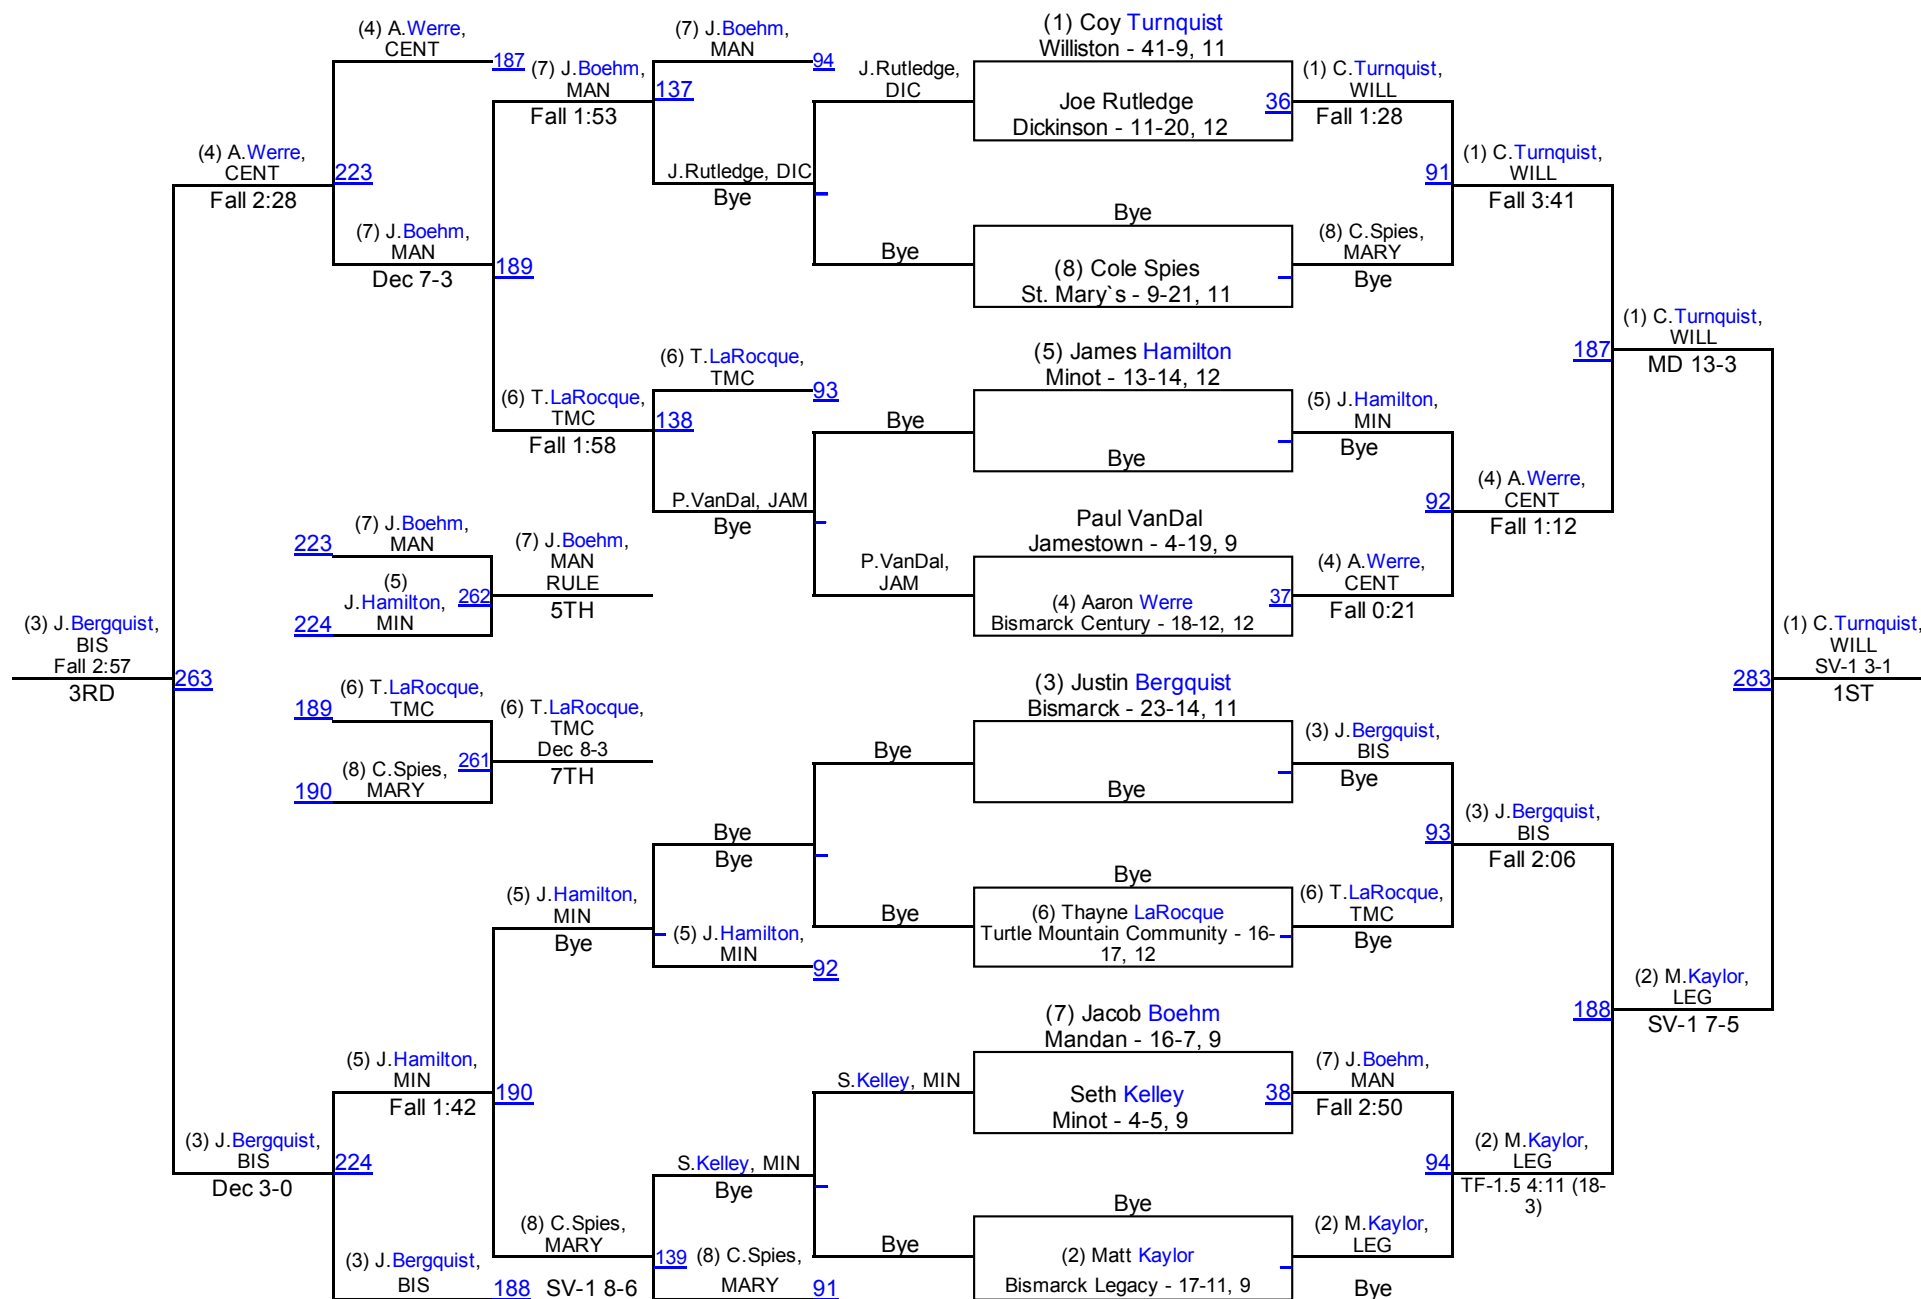 (4) A.Werre,
CENT
187
(7) J.Boehm,
MAN
94
(7) J.Boehm,
MAN
137
Fall 1:53
J.Rutledge,
DIC
(4) A.Werre,
CENT
223
Fall 2:28
J.Rutledge, DIC
Bye
(7) J.Boehm,
MAN
189
Dec 7-3
Bye
(6) T.LaRocque,
TMC
93
(6) T.LaRocque,
TMC
138
Fall 1:58
Bye
P.VanDal, JAM
Bye
P.VanDal,
JAM
223
(7) J.Boehm,
MAN
(5)
J.Hamilton,
MIN
224
262
(7) J.Boehm,
MAN
RULE
5TH
(3) J.Bergquist,
BIS
Fall 2:57
3RD
263
189
(6) T.LaRocque,
TMC
(8) C.Spies,
MARY
190
261
(6) T.LaRocque,
TMC
Dec 8-3
7TH
Bye
Bye
Bye
Bye
(5) J.Hamilton,
MIN
Bye
(5) J.Hamilton,
MIN
92
(5) J.Hamilton,
MIN
190
Fall 1:42
S.Kelley, MIN
(3) J.Bergquist,
BIS
224
Dec 3-0
S.Kelley, MIN
Bye
Bye
(8) C.Spies,
MARY
139
SV-1 8-6
(8) C.Spies,
MARY
91
(3) J.Bergquist,
BIS
188
(1) Coy Turnquist
Williston - 41-9, 11
Joe Rutledge
Dickinson - 11-20, 12
36
Bye
(8) Cole Spies
St. Mary`s - 9-21, 11
(5) James Hamilton
Minot - 13-14, 12
Bye
Paul VanDal
Jamestown - 4-19, 9
(4) Aaron Werre
Bismarck Century - 18-12, 12
37
(3) Justin Bergquist
Bismarck - 23-14, 11
Bye
Bye
(6) Thayne LaRocque
Turtle Mountain Community - 16-
17, 12
(7) Jacob Boehm
Mandan - 16-7, 9
Seth Kelley
Minot - 4-5, 9
38
Bye
(2) Matt Kaylor
Bismarck Legacy - 17-11, 9
(1) C.Turnquist,
WILL
Fall 1:28
(8) C.Spies,
MARY
Bye
91
(1) C.Turnquist,
WILL
Fall 3:41
(5) J.Hamilton,
MIN
Bye
(4) A.Werre,
CENT
Fall 0:21
92
(4) A.Werre,
CENT
Fall 1:12
187
(1) C.Turnquist,
WILL
MD 13-3
(3) J.Bergquist,
BIS
Bye
(6) T.LaRocque,
TMC
Bye
93
(3) J.Bergquist,
BIS
Fall 2:06
(7) J.Boehm,
MAN
Fall 2:50
(2) M.Kaylor,
LEG
Bye
94
(2) M.Kaylor,
LEG
TF-1.5 4:11 (18-
3)
188
(2) M.Kaylor,
LEG
SV-1 7-5
283
(1) C.Turnquist,
WILL
SV-1 3-1
1ST